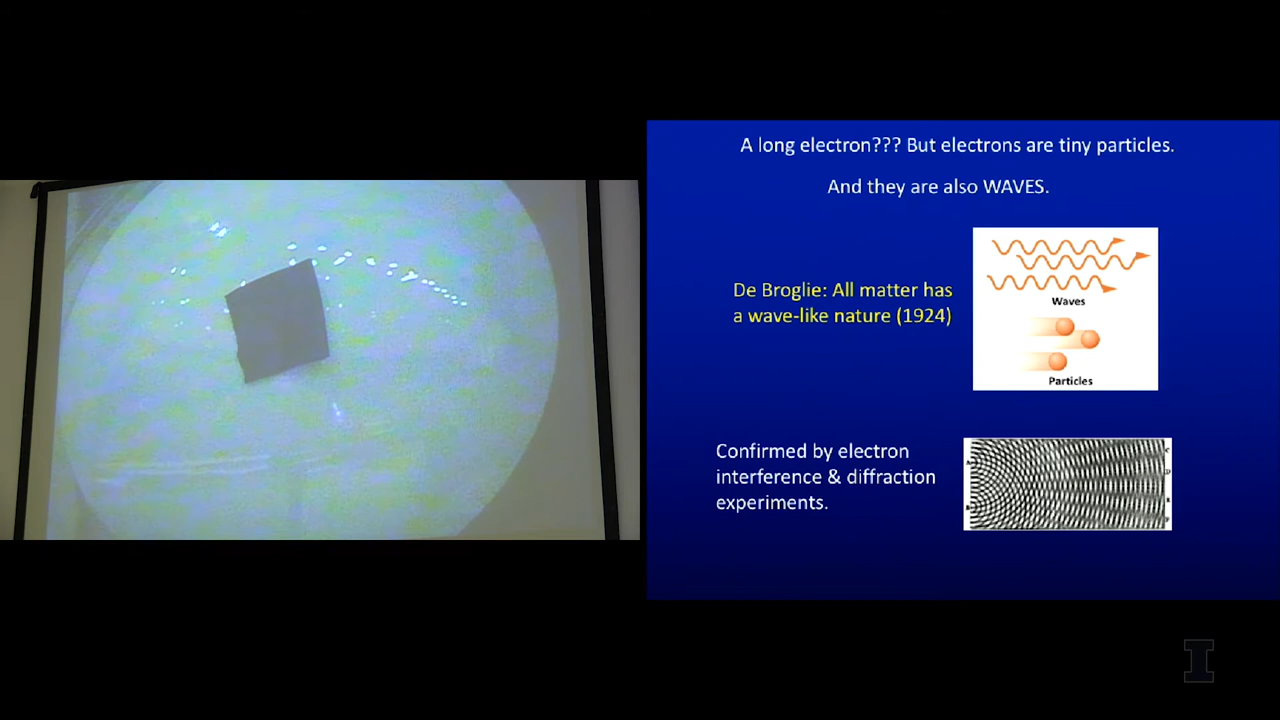 A long electron??? But electrons are tiny particles.
And they are also WAVES.
De Broglie: All matter has
a wave-like nature (1924)
Waves
Particles
Confirmed by electron
interference & diffraction
experiments.